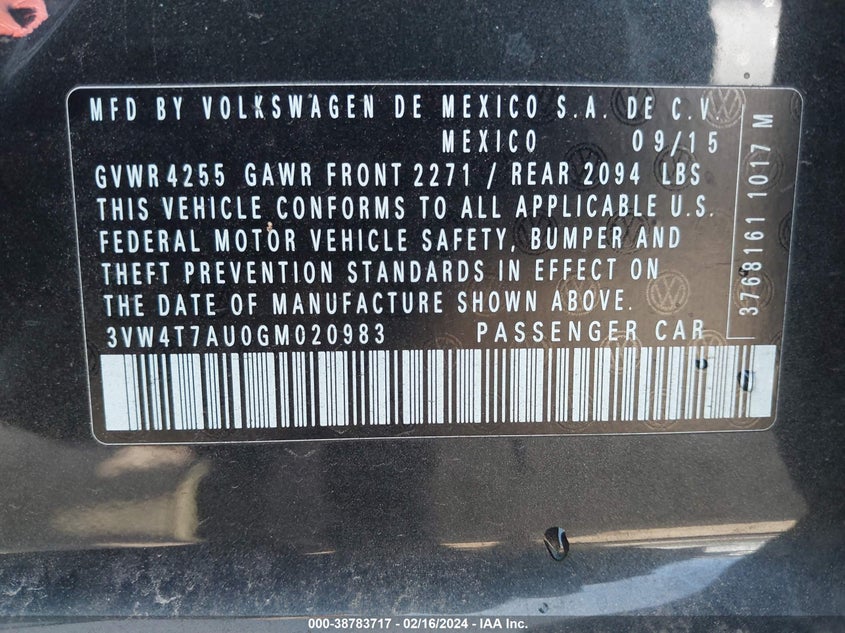 MFD BY VOLKSWAGEN DE MEXICO S.A. DE C.V.
MEXICO 09/15
GVWR 4255 GAWR FRONT 2271 / REAR 2094 LBS
THIS VEHICLE CONFORMS TO ALL APPLICABLE U.S.
FEDERAL MOTOR VEHICLE SAFETY, BUMPER AND
THEFT PREVENTION STANDARDS IN EFFECT ON
THE DATE OF MANUFACTURE SHOWN ABOVE.
3VW4T7AU0GM020983 PASSENGER CAR
3768161 1017 M
000-38783717 - 02/16/2024 - IAA Inc.